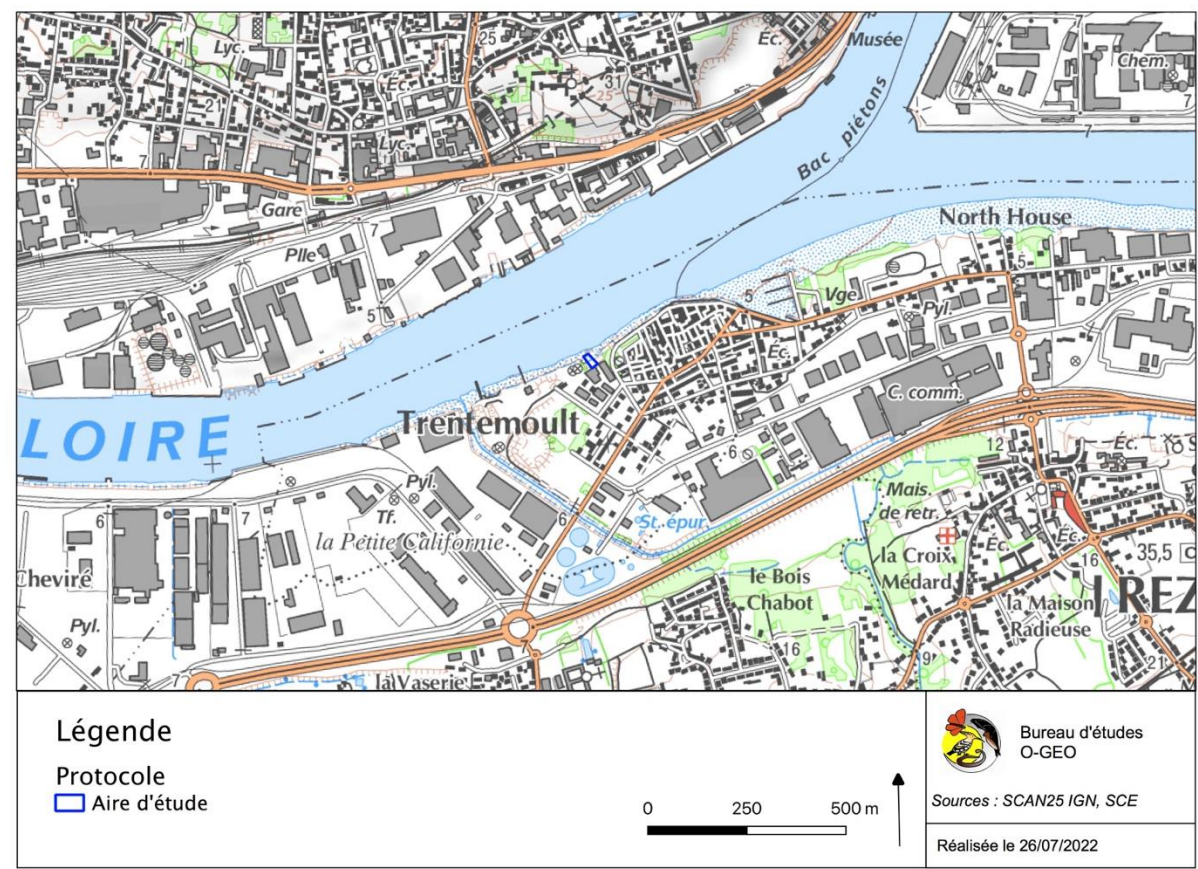 Lyc.
25
Éc.
Musée
Chem.
21
Éc.
31
25
7
Lyc.
7
7
Bac piétons
Gare
7
North House
Plle
5
5
Vge
5
Pyl.
Éc.
C. comm.
LOIRE
Trentemoult
6
12
Éc.
Pyl.
Mais.
de retr.
6
7
Tf.
6
St. épur.
la Petite Californie
la Croix
Médard
Éc.
Éc.
35,5
Cheviré
16
le Bois
Chabot
la Maison
Radieuse
REZ
Pyl.
16
9
21
7
la Vaserie
Légende
Protocole
Aire d'étude
0 250 500 m
Bureau d'études
O-GEO
Sources : SCAN25 IGN, SCE
Réalisée le 26/07/2022